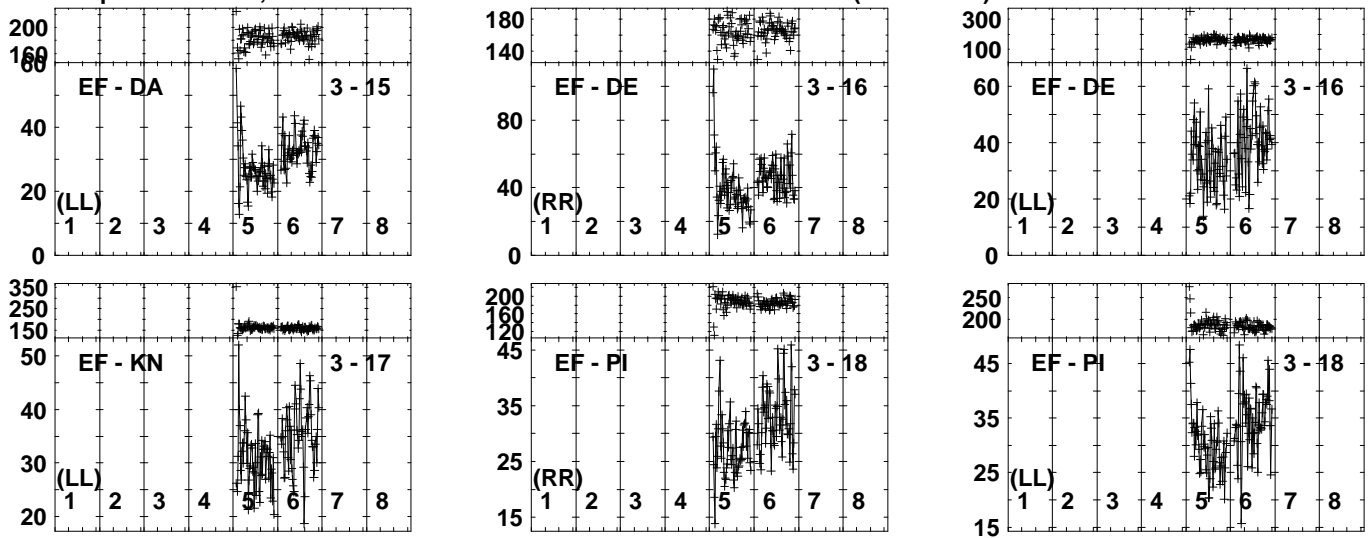 200
160
60
EF - DA 3 - 15
40
20
(LL)
1 2 3 4 5 6 7 8
0
180
140
EF - DE 3 - 16
80
40
(RR)
1 2 3 4 5 6 7 8
0
300
100
60
EF - DE 3 - 16
40
20
(LL)
1 2 3 4 5 6 7 8
0
350
250
150
50
EF - KN 3 - 17
40
30
(LL)
1 2 3 4 5 6 7 8
20
200
160
120
45
EF - PI 3 - 18
35
25
(RR)
1 2 3 4 5 6 7 8
15
250
200
45
EF - PI 3 - 18
35
25
(LL)
1 2 3 4 5 6 7 8
15